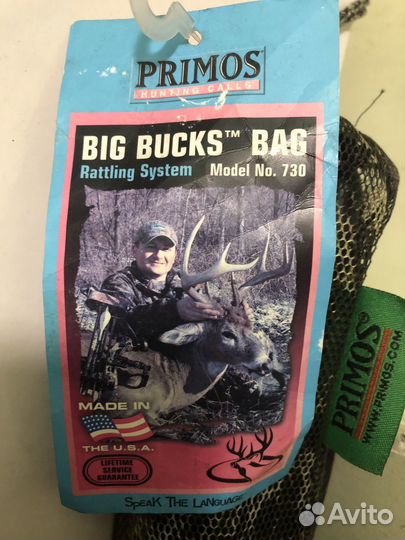 PRIMOS
HUNTING CALLS
BIG BUCKS™ BAG
Rattling System Model No. 730
MADE IN
THE U.S.A.
LIFETIME
SERVICE
GUARANTEE
SPEAK THE LANGUAGE
PRIMOS®
WWW.PRIMOS.COM
Avito